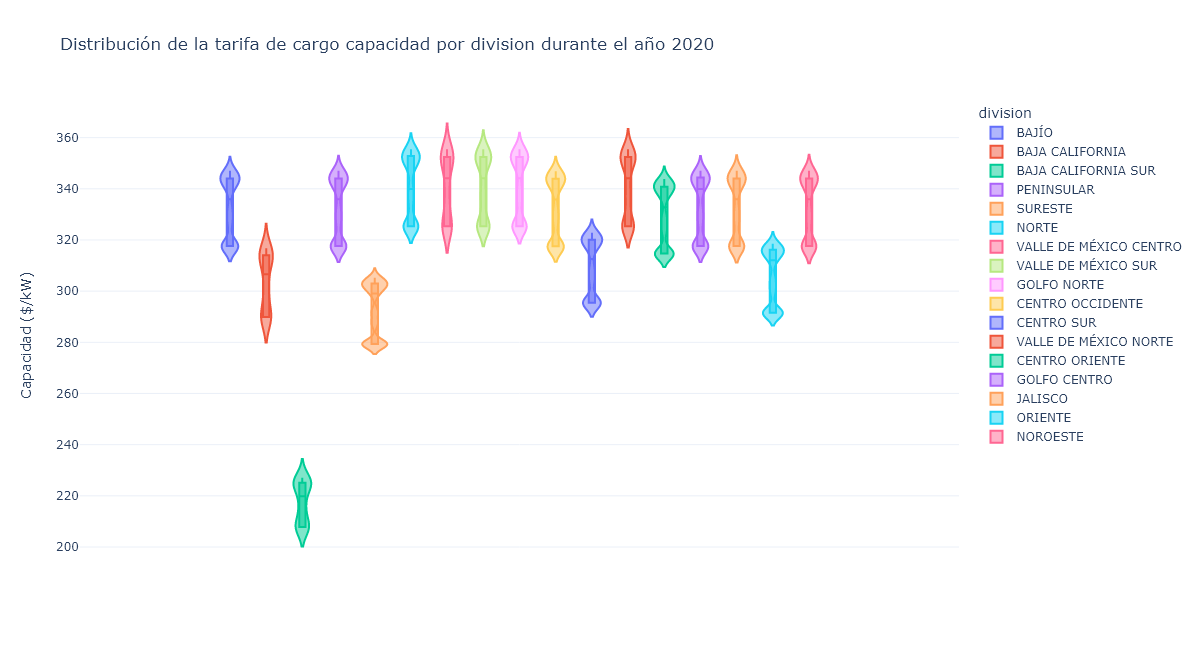 Distribución de la tarifa de cargo capacidad por division durante el año 2020
Capacidad ($/kW)
360
340
320
300
280
260
240
220
200
division
BAJÍO
BAJA CALIFORNIA
BAJA CALIFORNIA SUR
PENINSULAR
SURESTE
NORTE
VALLE DE MÉXICO CENTRO
VALLE DE MÉXICO SUR
GOLFO NORTE
CENTRO OCCIDENTE
CENTRO SUR
VALLE DE MÉXICO NORTE
CENTRO ORIENTE
GOLFO CENTRO
JALISCO
ORIENTE
NOROESTE